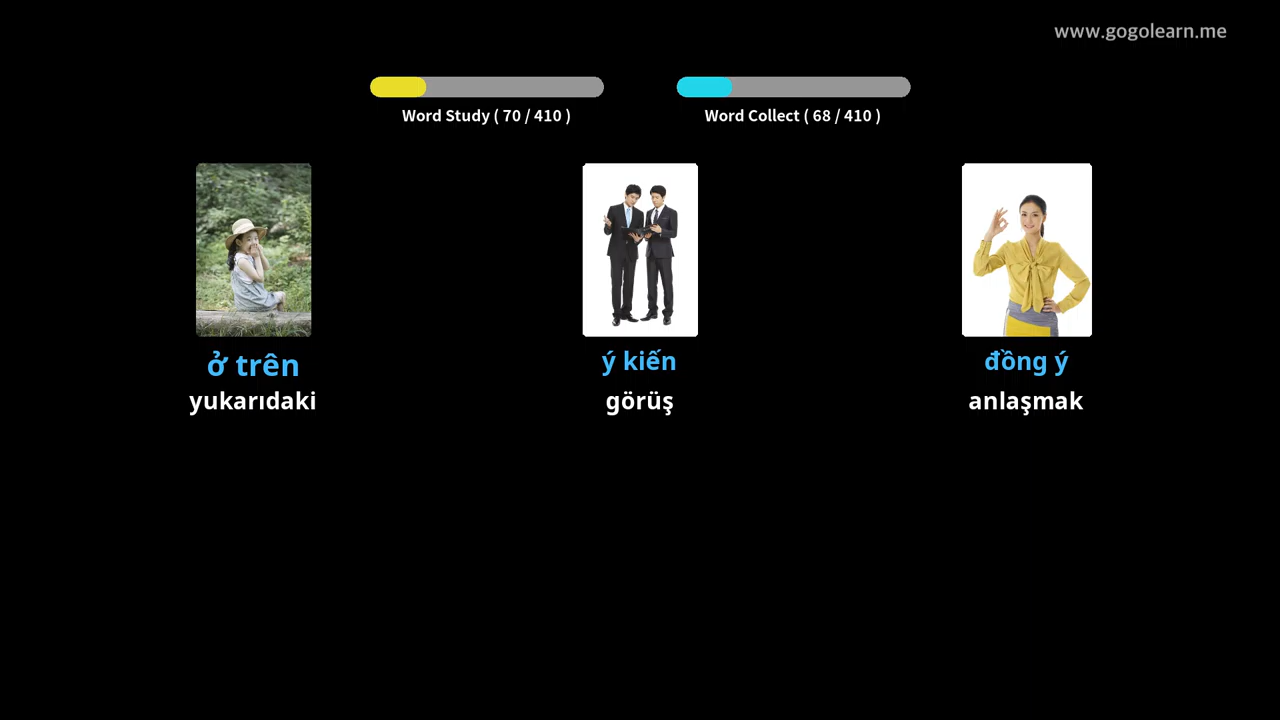 www.gogolearn.me
Word Study ( 70 / 410 )
Word Collect ( 68 / 410 )
ở trên
yukarıdaki
ý kiến
görüş
đồng ý
anlaşmak